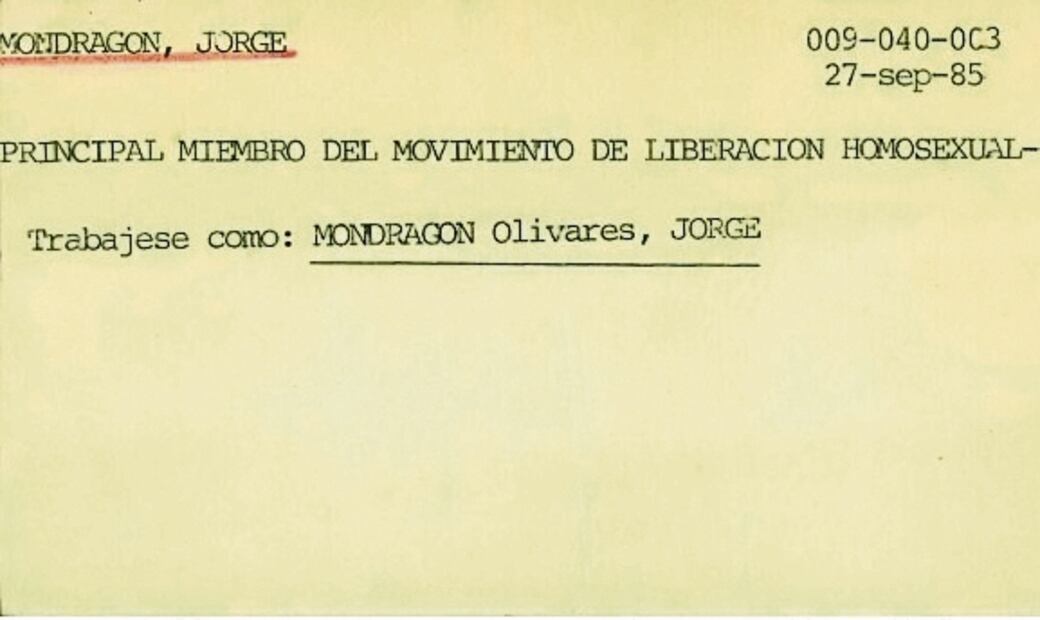 MONDRAGON, JORGE
009-040-003
27-sep-85
PRINCIPAL MIEMBRO DEL MOVIMIENTO DE LIBERACION HOMOSEXUAL-
Trabajese como: MONDRAGON Olivares, JORGE